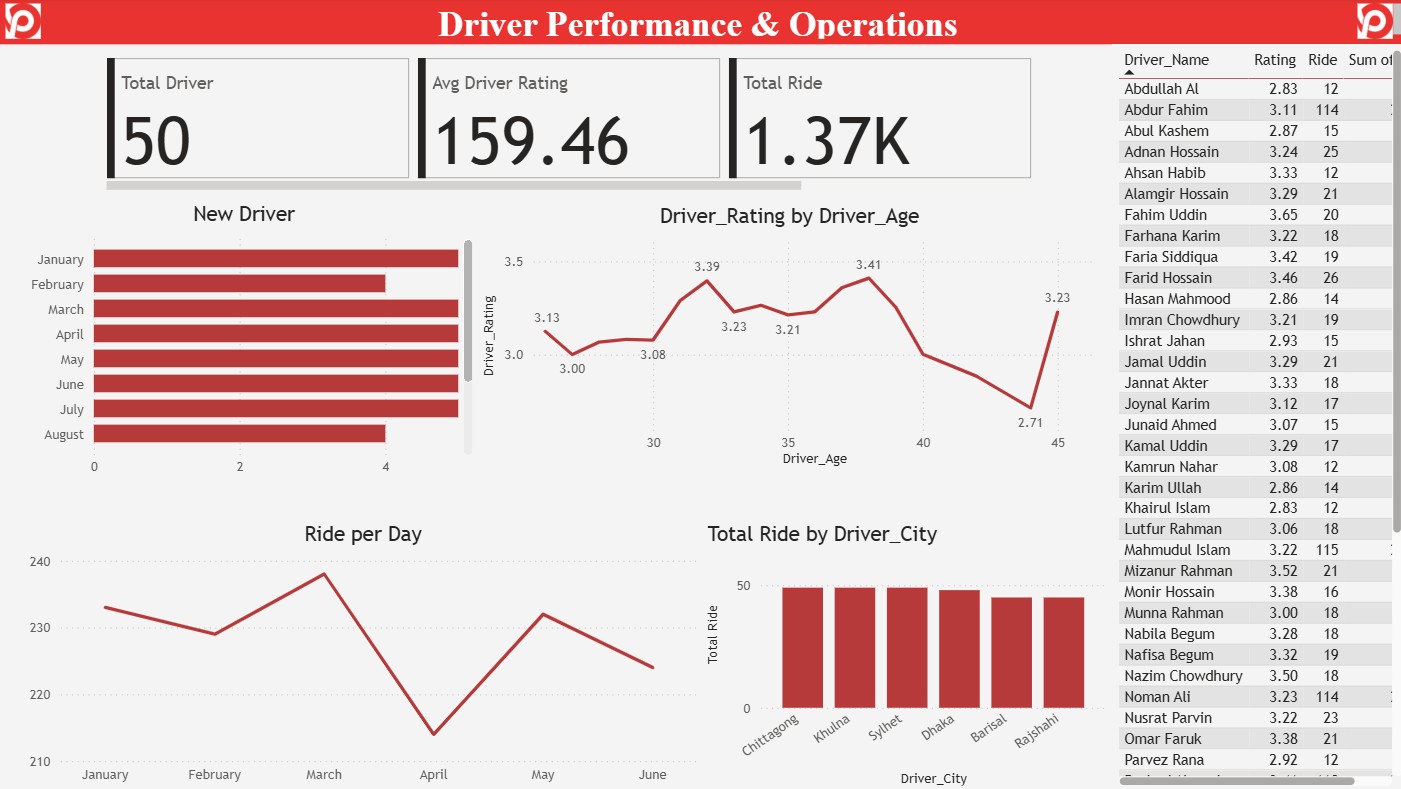 Driver Performance & Operations
Total Driver
50
Avg Driver Rating
159.46
Total Ride
1.37K
New Driver
January
February
March
April
May
June
July
August
0 2 4
Driver_Rating by Driver_Age
Driver_Rating
3.5
3.0
3.13
3.00
3.08
3.39
3.23
3.21
3.41
2.71
3.23
30 35 40 45
Driver_Age
Ride per Day
240
230
220
210
January February March April May June
Total Ride by Driver_City
Total Ride
50
0
Chittagong Khulna Sylhet Dhaka Barisal Rajshahi
Driver_City
Driver_Name Rating Ride Sum of
Abdullah Al 2.83 12
Abdur Fahim 3.11 114
Abul Kashem 2.87 15
Adnan Hossain 3.24 25
Ahsan Habib 3.33 12
Alamgir Hossain 3.29 21
Fahim Uddin 3.65 20
Farhana Karim 3.22 18
Faria Siddiqua 3.42 19
Farid Hossain 3.46 26
Hasan Mahmood 2.86 14
Imran Chowdhury 3.21 19
Ishrat Jahan 2.93 15
Jamal Uddin 3.29 21
Jannat Akter 3.33 18
Joynal Karim 3.12 17
Junaid Ahmed 3.07 15
Kamal Uddin 3.29 17
Kamrun Nahar 3.08 12
Karim Ullah 2.86 14
Khairul Islam 2.83 12
Lutfur Rahman 3.06 18
Mahmudul Islam 3.22 115
Mizanur Rahman 3.52 21
Monir Hossain 3.38 16
Munna Rahman 3.00 18
Nabila Begum 3.28 18
Nafisa Begum 3.32 19
Nazim Chowdhury 3.50 18
Noman Ali 3.23 114
Nusrat Parvin 3.22 23
Omar Faruk 3.38 21
Parvez Rana 2.92 12